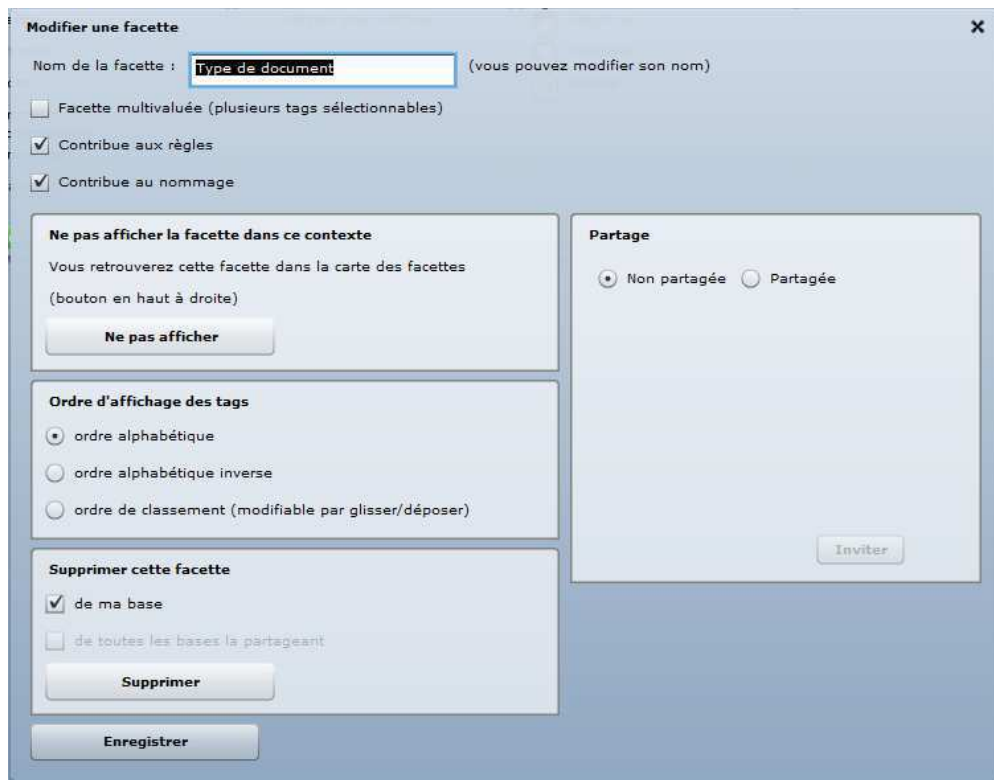 Modifier une facette
Nom de la facette : Type de document (vous pouvez modifier son nom)
Facette multivaluée (plusieurs tags sélectionnables)
Contribue aux règles
Contribue au nommage
Ne pas afficher la facette dans ce contexte
Vous retrouverez cette facette dans la carte des facettes
(bouton en haut à droite)
Ne pas afficher
Ordre d'affichage des tags
ordre alphabétique
ordre alphabétique inverse
ordre de classement (modifiable par glisser/déposer)
Supprimer cette facette
de ma base
de toutes les bases la partageant
Supprimer
Partage
Non partagée Partagée
Inviter
Enregistrer